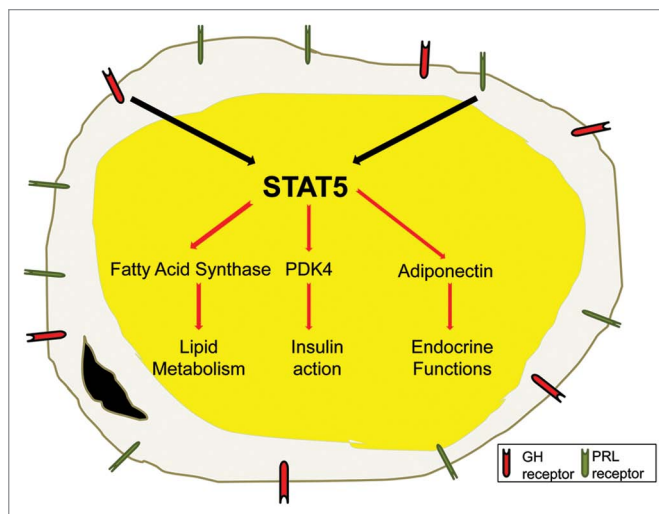 STAT5
Fatty Acid Synthase PDK4 Adiponectin
Lipid Metabolism
Insulin action
Endocrine Functions
GH receptor
PRL receptor